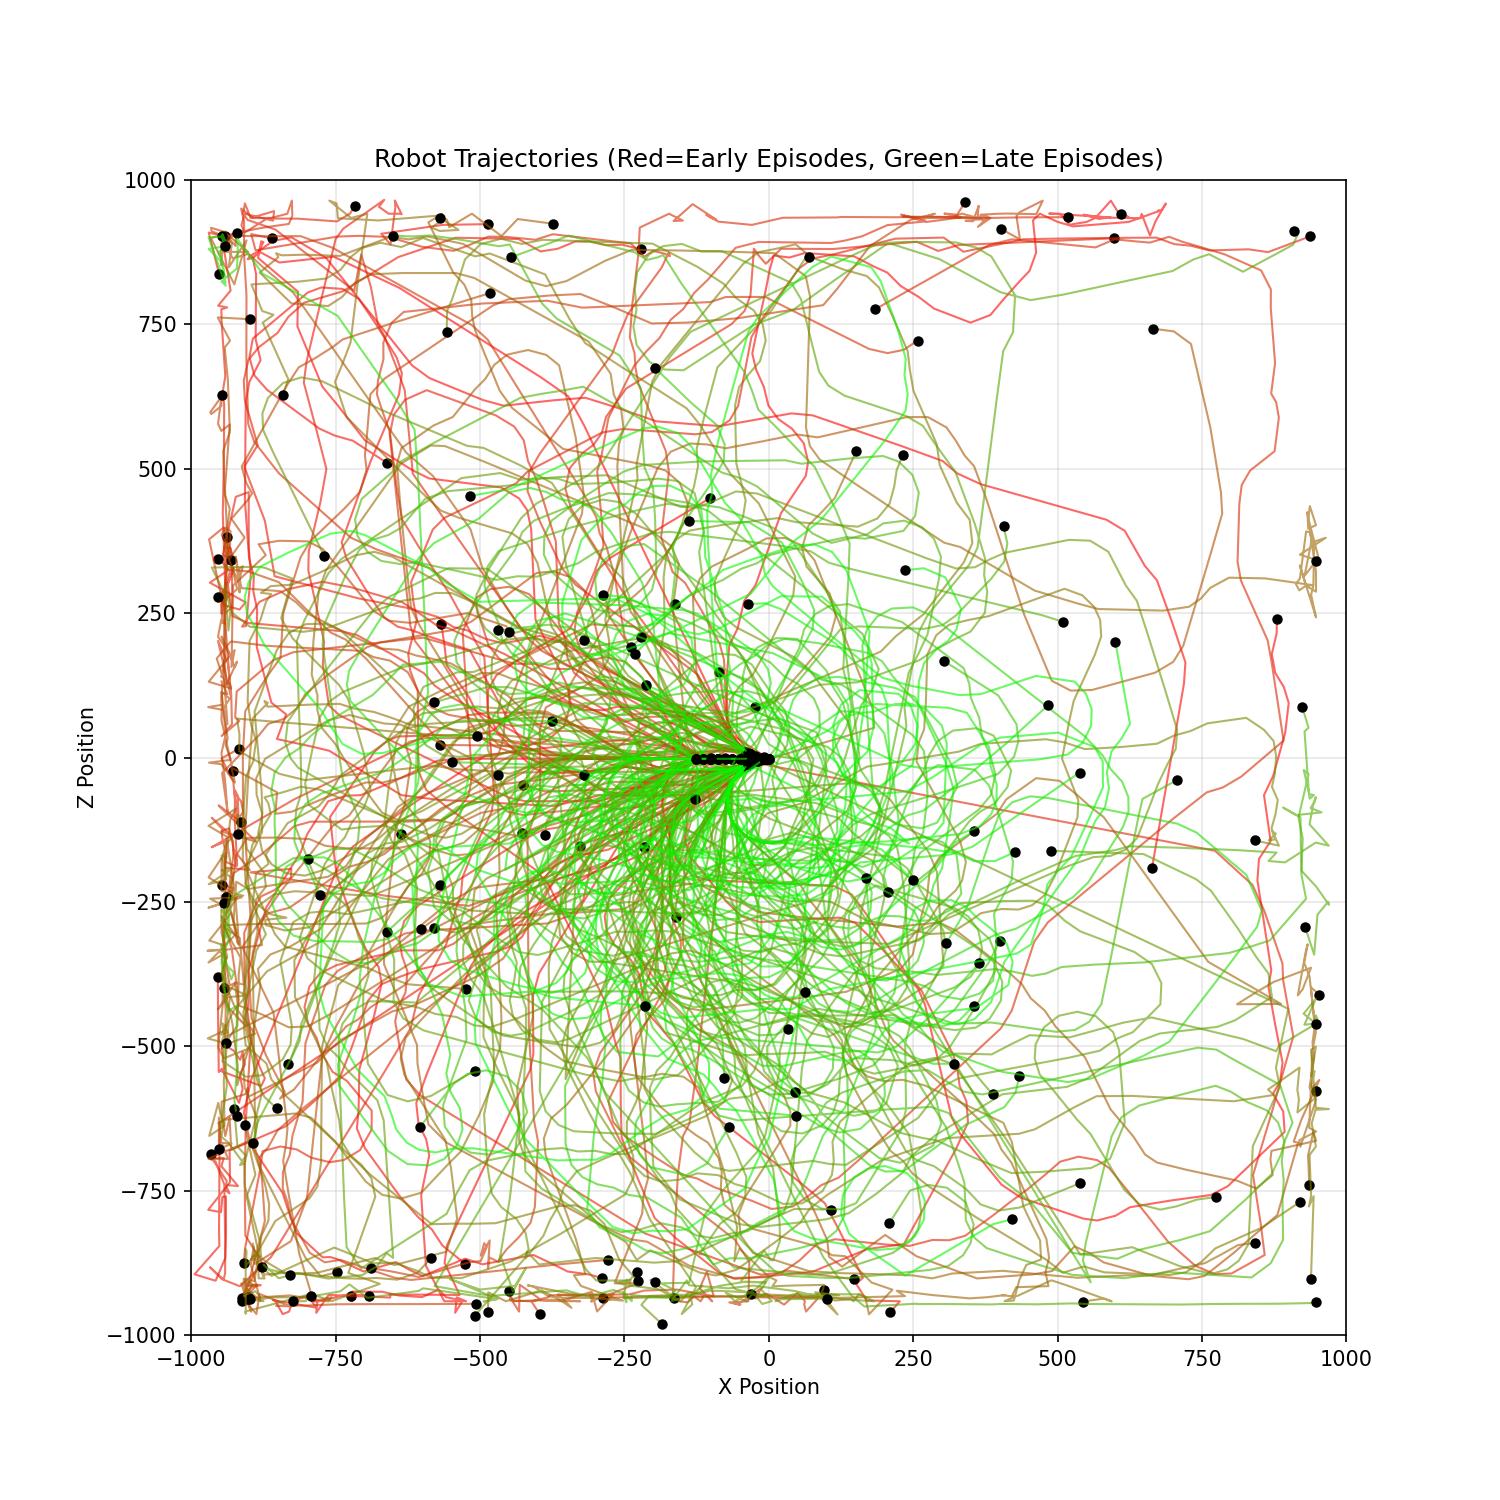 Robot Trajectories (Red=Early Episodes, Green=Late Episodes)
1000
750
500
250
0
−250
−500
−750
−1000
Z Position
−1000 −750 −500 −250 0 250 500 750 1000
X Position